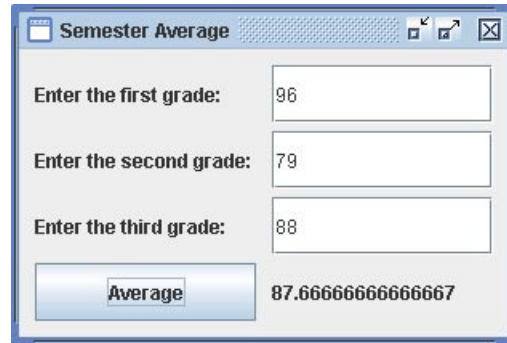 Semester Average
Enter the first grade: 96
Enter the second grade: 79
Enter the third grade: 88
Average 87.66666666666667